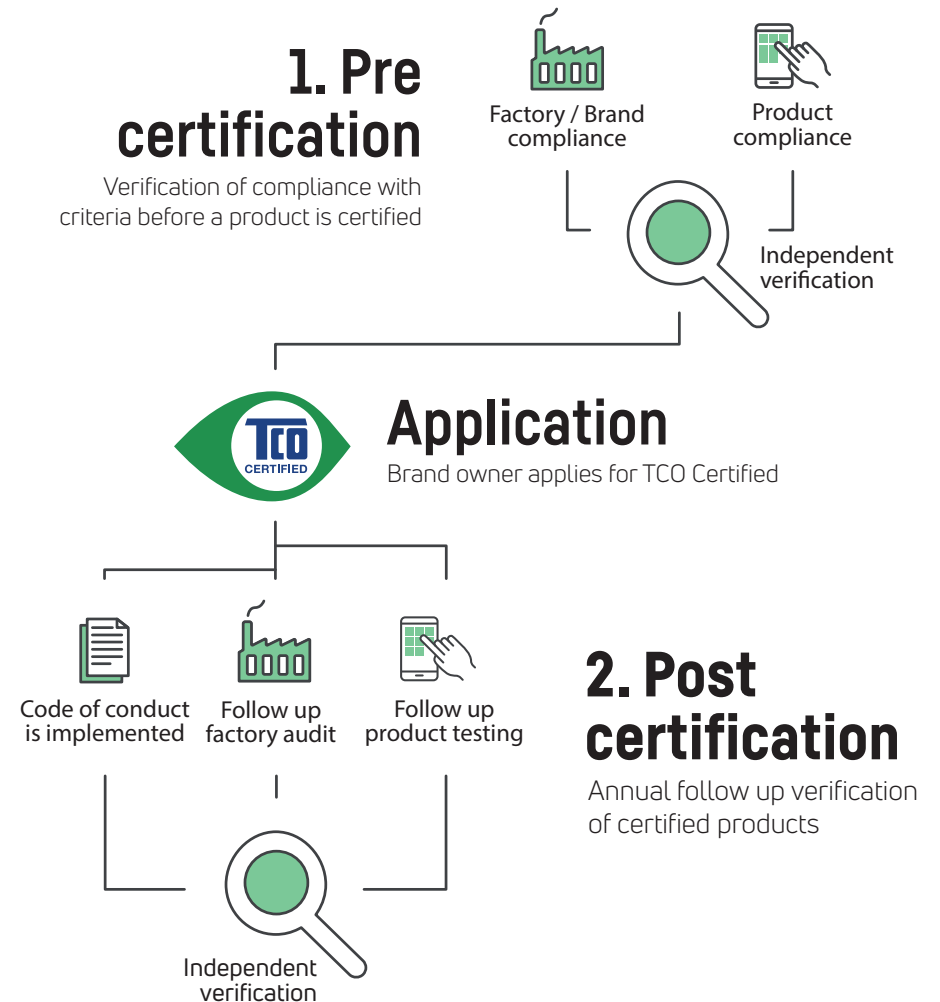 1. Pre
certification
Verification of compliance with
criteria before a product is certified
Factory / Brand
compliance
Product
compliance
Independent
verification
TCO
CERTIFIED
Application
Brand owner applies for TCO Certified
Code of conduct
is implemented
Follow up
factory audit
Follow up
product testing
2. Post
certification
Annual follow up verification
of certified products
Independent
verification